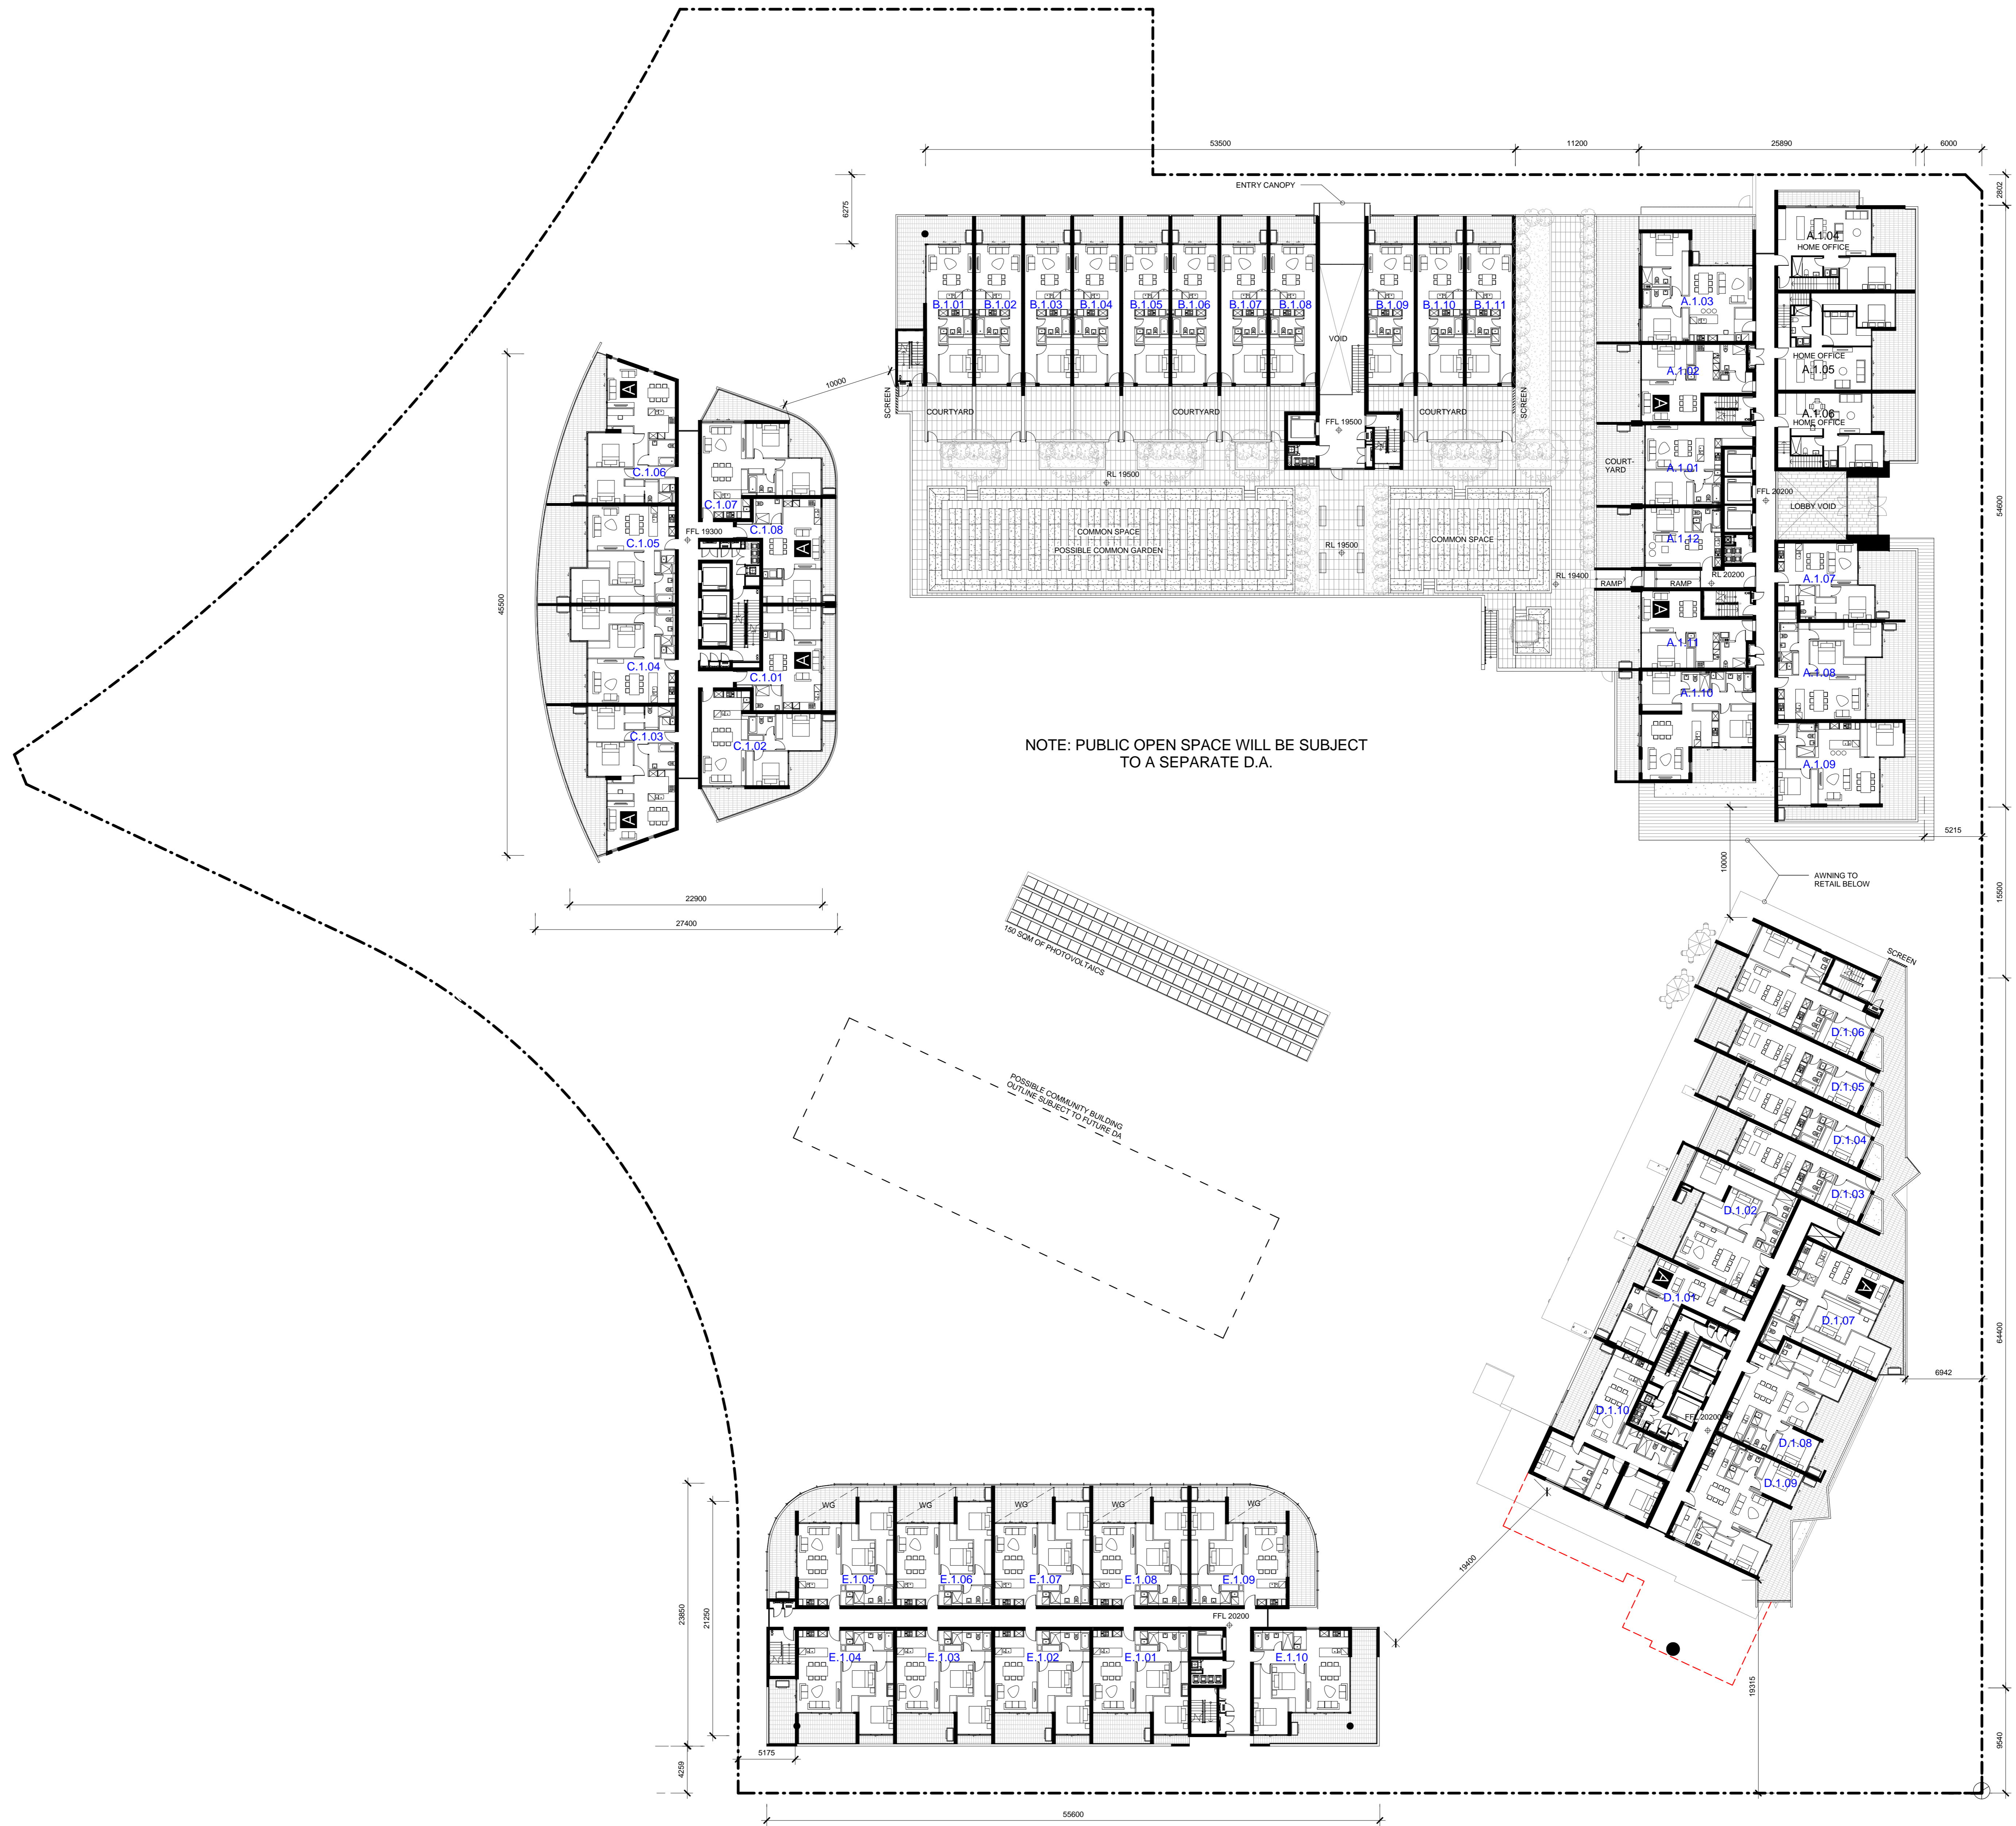 53500
11200
25890
6000
2802
ENTRY CANOPY
6275
A.1.04
HOME OFFICE
B.1.01
B.1.02
B.1.03
B.1.04
B.1.05
B.1.06
B.1.07
B.1.08
B.1.09
B.1.10
B.1.11
A.1.03
VOID
HOME OFFICE
A.1.05
A.1.02
10000
SCREEN
COURTYARD
COURTYARD
COURTYARD
SCREEN
A
A
A.1.06
HOME OFFICE
FFL 19500
COURT-
YARD
A.1.01
C.1.06
RL 19500
C.1.07
FFL 20200
LOBBY VOID
54600
C.1.08
FFL 19300
C.1.05
A
COMMON SPACE
POSSIBLE COMMON GARDEN
RL 19500
COMMON SPACE
A.1.12
RL 19400
RAMP
RAMP
RL 20200
A.1.07
45500
A
A.1.11
A
C.1.04
C.1.01
A.1.08
A.1.10
C.1.03
C.1.02
NOTE: PUBLIC OPEN SPACE WILL BE SUBJECT
TO A SEPARATE D.A.
A.1.09
A
5215
10000
AWNING TO
RETAIL BELOW
15500
22900
27400
150 SQM OF PHOTOVOLTAICS
SCREEN
D.1.06
D.1.05
D.1.04
D.1.03
D.1.02
POSSIBLE COMMUNITY BUILDING
OUTLINE SUBJECT TO FUTURE DA
A
D.1.01
A
D.1.07
64400
6942
D.1.10
FFL 20200
D.1.08
D.1.09
WG
WG
WG
WG
WG
19400
E.1.05
E.1.06
E.1.07
E.1.08
E.1.09
23850
21250
FFL 20200
E.1.04
E.1.03
E.1.02
E.1.01
E.1.10
19315
5175
4259
9540
55600